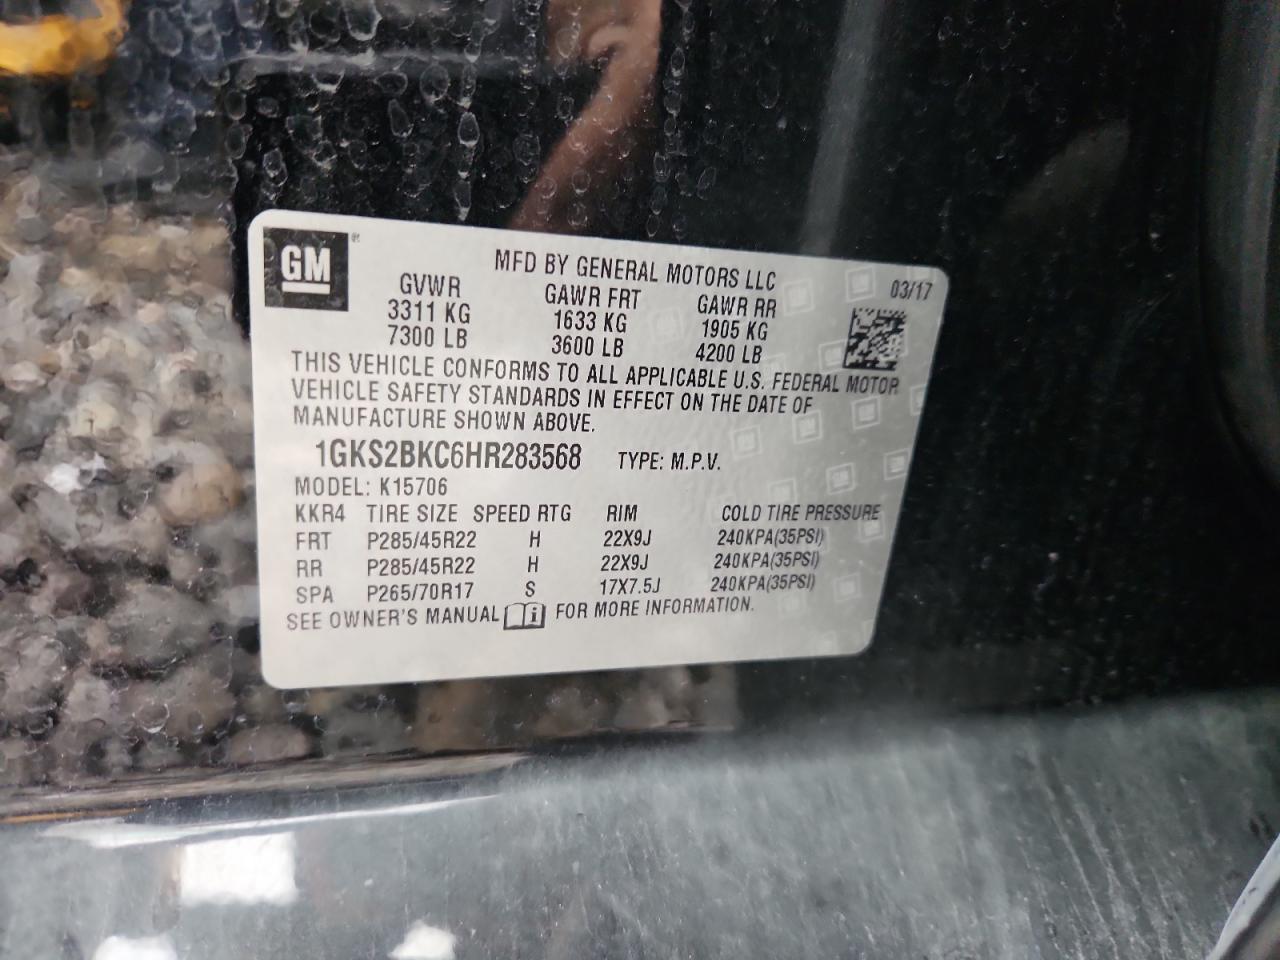 GM ®
MFD BY GENERAL MOTORS LLC 03/17
GVWR GAWR FRT GAWR RR
3311 KG 1633 KG 1905 KG
7300 LB 3600 LB 4200 LB
THIS VEHICLE CONFORMS TO ALL APPLICABLE U.S. FEDERAL MOTOR
VEHICLE SAFETY STANDARDS IN EFFECT ON THE DATE OF
MANUFACTURE SHOWN ABOVE.
1GKS2BKC6HR283568 TYPE: M.P.V.
MODEL: K15706
KKR4 TIRE SIZE SPEED RTG RIM COLD TIRE PRESSURE
FRT P285/45R22 H 22X9J 240KPA(35PSI)
RR P285/45R22 H 22X9J 240KPA(35PSI)
SPA P265/70R17 S 17X7.5J 240KPA(35PSI)
SEE OWNER'S MANUAL i FOR MORE INFORMATION.